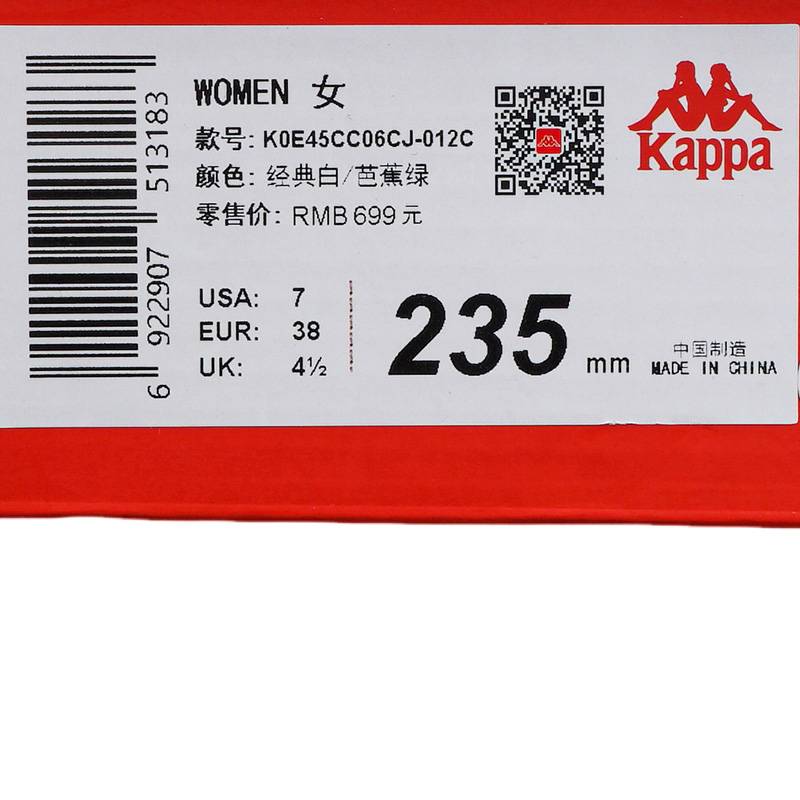 6 922907 513183
WOMEN 女
款号: K0E45CC06CJ-012C
颜色: 经典白/芭蕉绿
零售价: RMB 699 元
Kappa
USA: 7
EUR: 38
UK: 4½
235 mm
中国制造
MADE IN CHINA